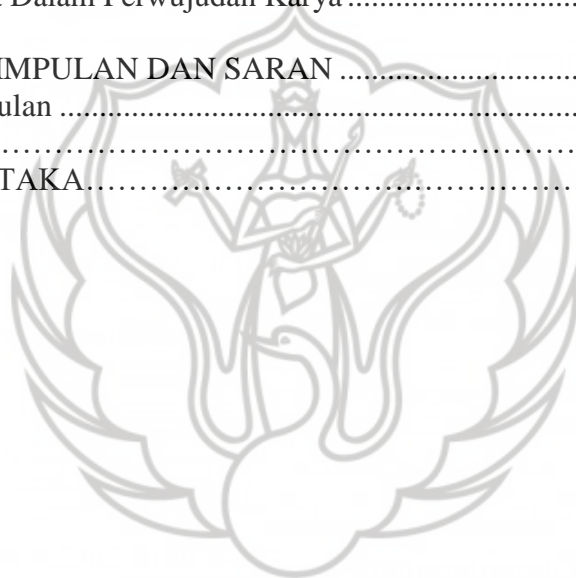 Dalam Perwujudan Karya ................................
IMPULAN DAN SARAN ................................
ulan ......................................................................
………………………………………………………
TAKA………………………………………………